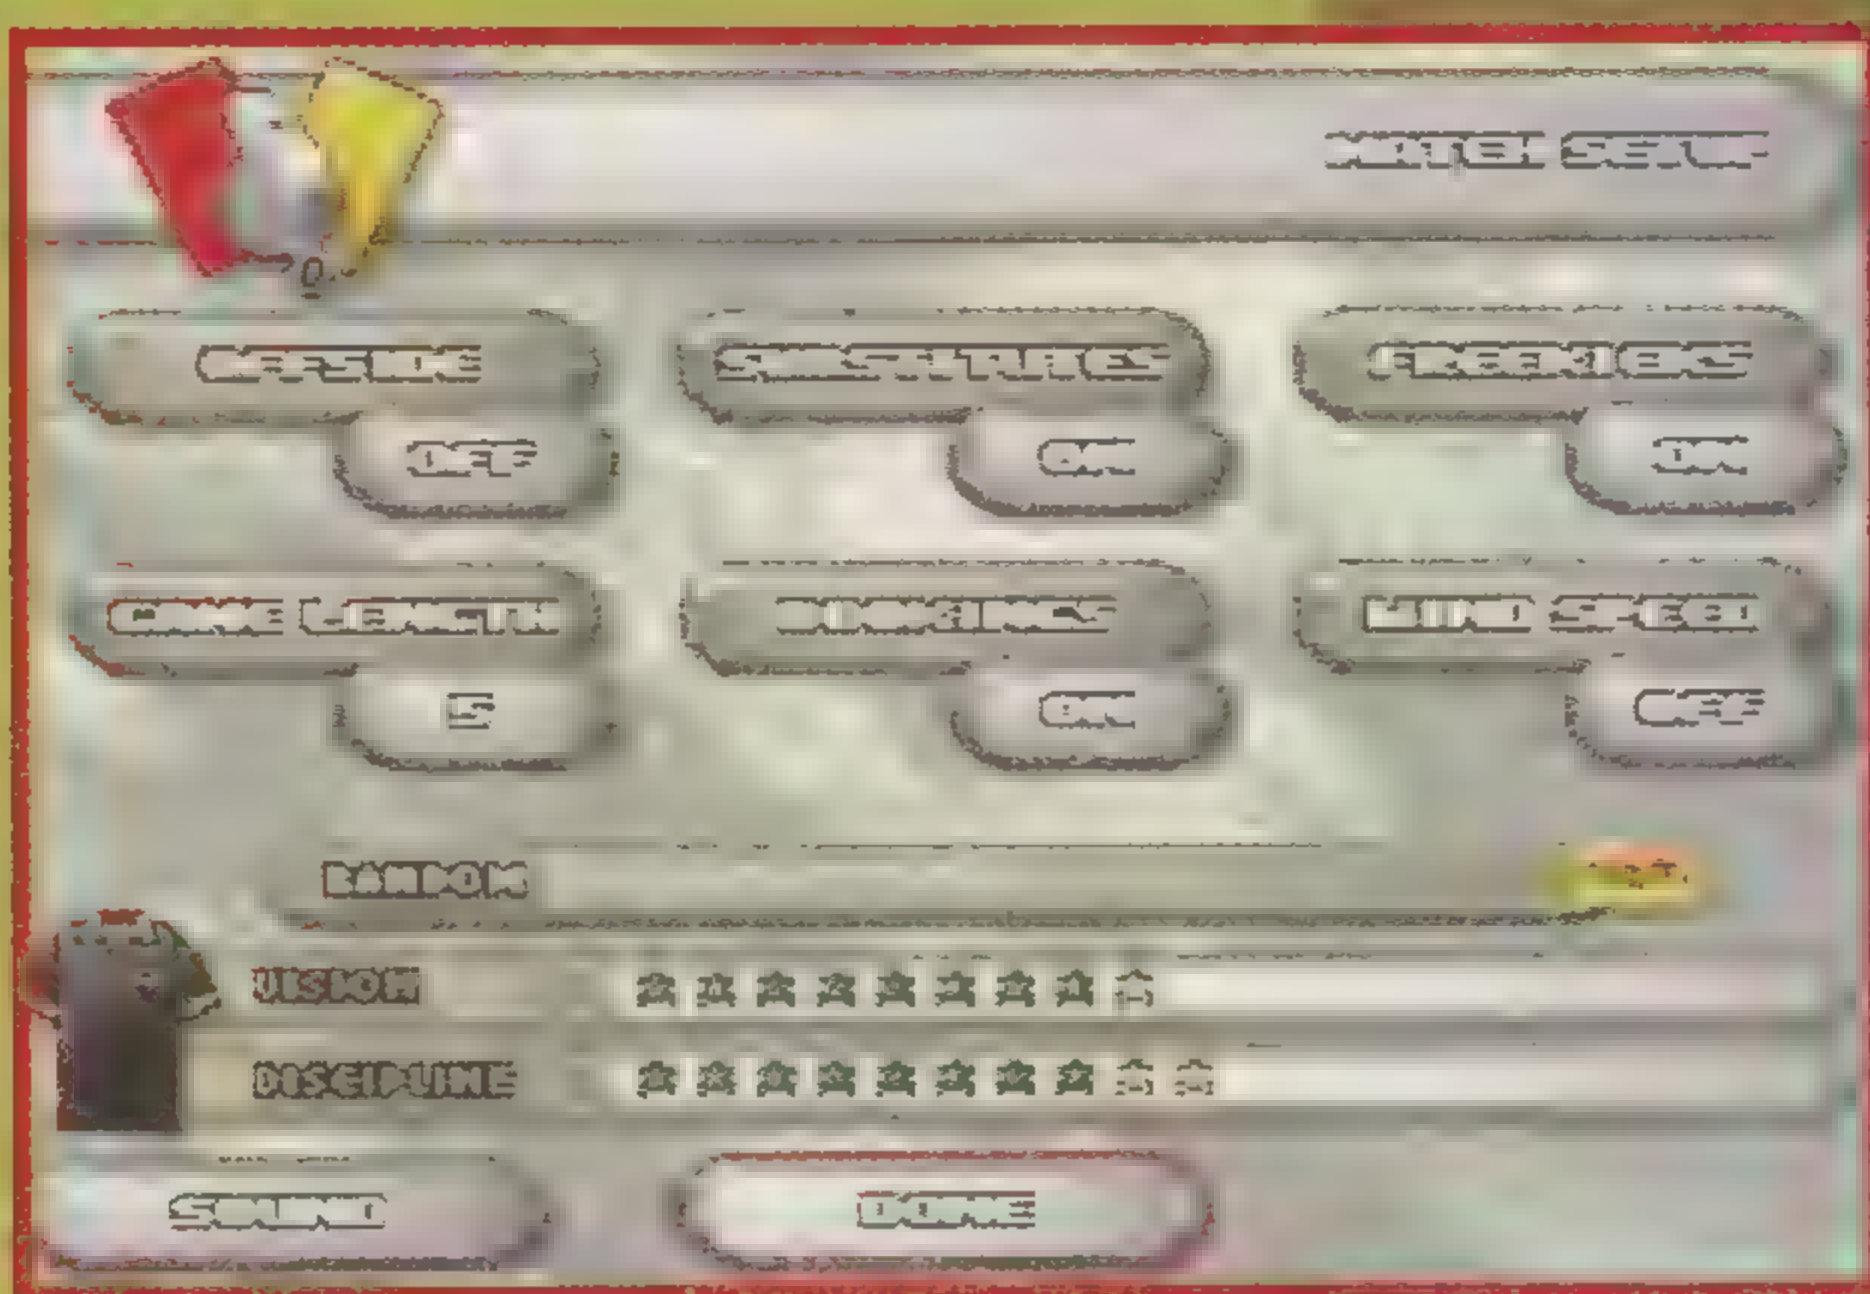 MATCH SETUP
OFFSIDE SUBSTITUTES FREEKICKS
OFF ON ON
GAME LENGTH BOOKINGS WIND SPEED
5 ON OFF
RANDOM
VISION
DISCIPLINE
SOUND DONE